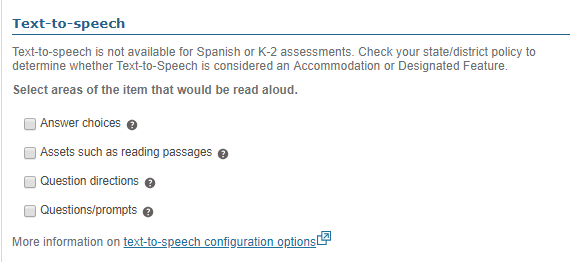 Text-to-speech
Text-to-speech is not available for Spanish or K-2 assessments. Check your state/district policy to
determine whether Text-to-Speech is considered an Accommodation or Designated Feature.
Select areas of the item that would be read aloud.
Answer choices ?
Assets such as reading passages ?
Question directions ?
Questions/prompts ?
More information on text-to-speech configuration options